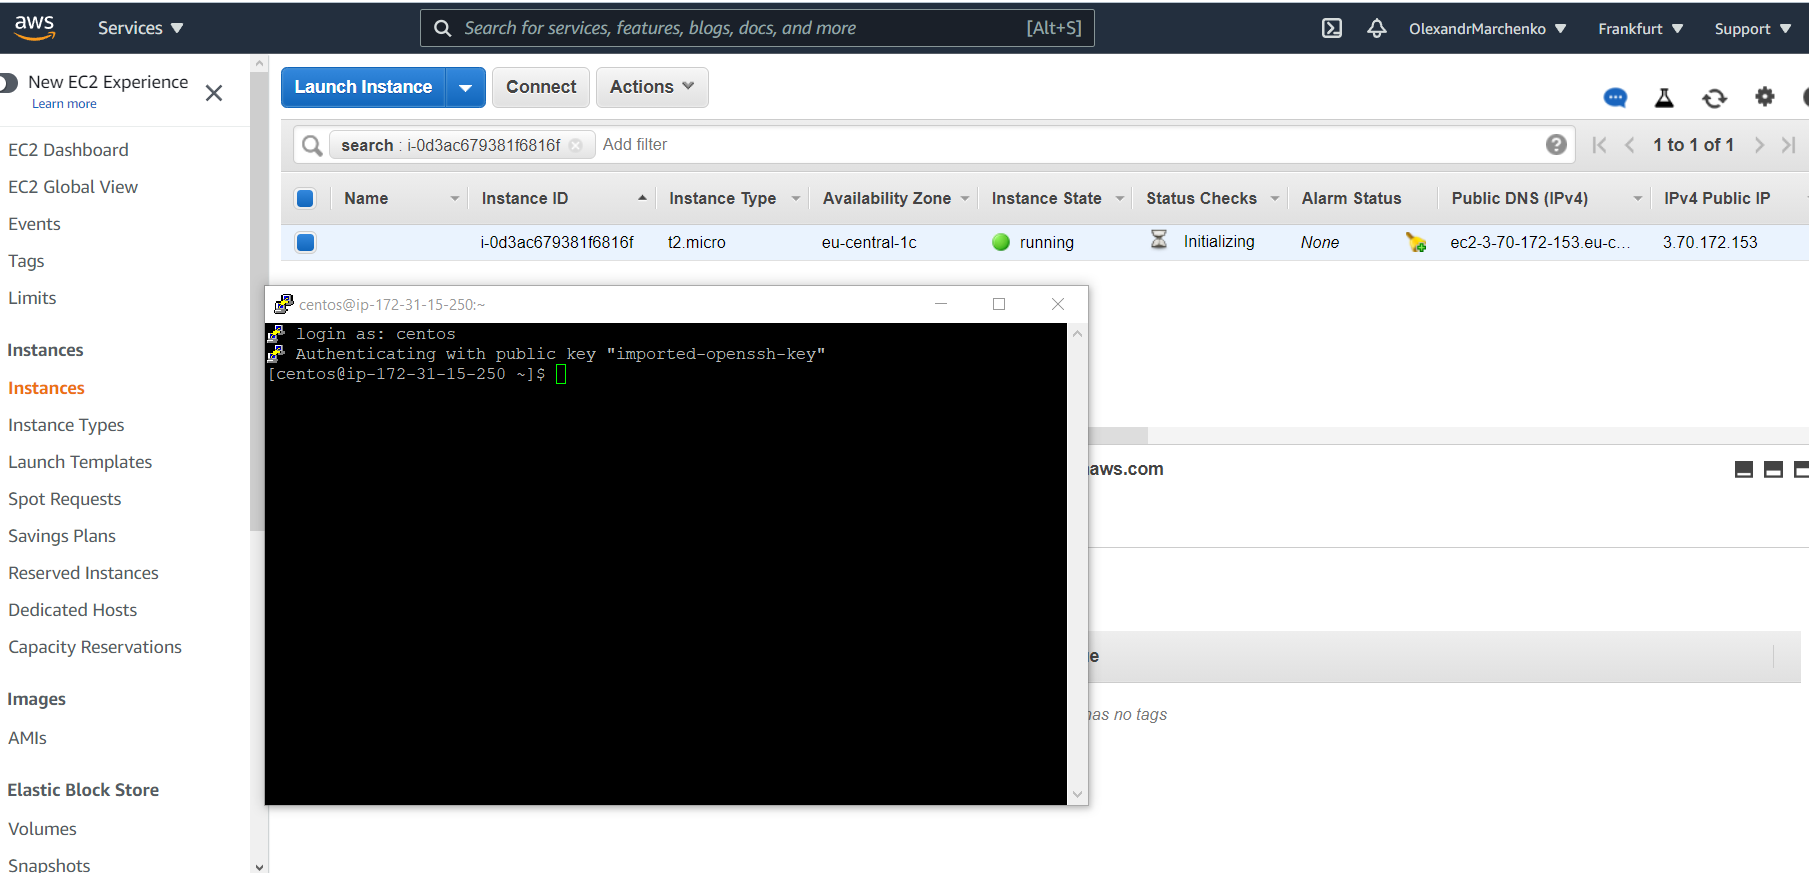 aws Services Search for services, features, blogs, docs, and more [Alt+S] OlexandrMarchenko Frankfurt Support
New EC2 Experience
Learn more
EC2 Dashboard
EC2 Global View
Events
Tags
Limits
Instances
Instances
Instance Types
Launch Templates
Spot Requests
Savings Plans
Reserved Instances
Dedicated Hosts
Capacity Reservations
Images
AMIs
Elastic Block Store
Volumes
Snapshots
Launch Instance Connect Actions
search : i-0d3ac679381f6816f Add filter 1 to 1 of 1
Name Instance ID Instance Type Availability Zone Instance State Status Checks Alarm Status Public DNS (IPv4) IPv4 Public IP
i-0d3ac679381f6816f t2.micro eu-central-1c running Initializing None ec2-3-70-172-153.eu-c... 3.70.172.153
centos@ip-172-31-15-250:~
login as: centos
Authenticating with public key "imported-openssh-key"
[centos@ip-172-31-15-250 ~]$
aws.com
has no tags